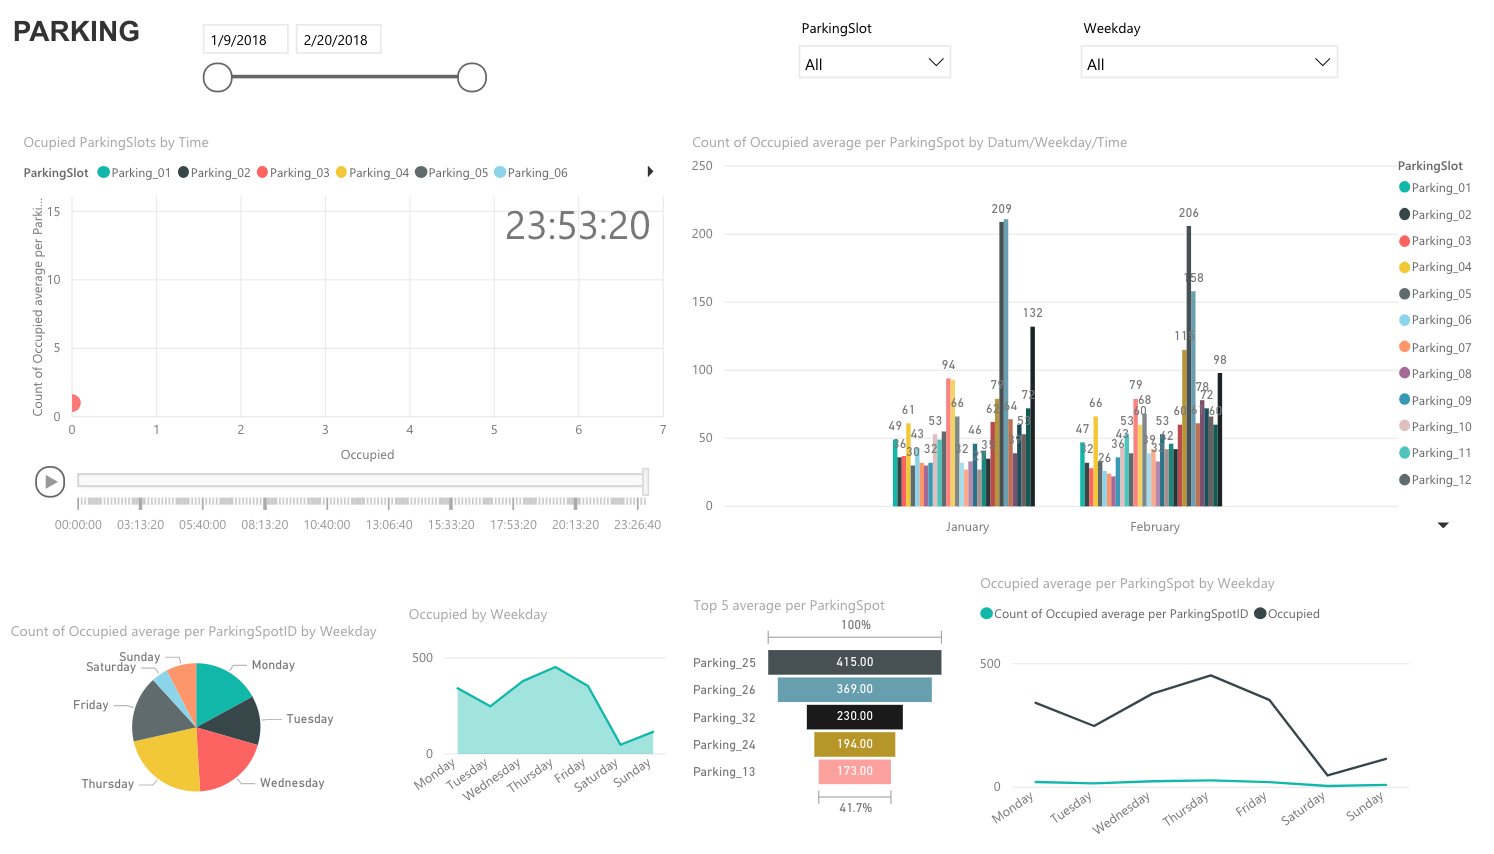 PARKING
1/9/2018
2/20/2018
ParkingSlot
All
Weekday
All
Ocupied ParkingSlots by Time
ParkingSlot Parking_01 Parking_02 Parking_03 Parking_04 Parking_05 Parking_06
Count of Occupied average per Parki...
15
10
5
0
23:53:20
0 1 2 3 4 5 6 7
Occupied
00:00:00 03:13:20 05:40:00 08:13:20 10:40:00 13:06:40 15:33:20 17:53:20 20:13:20 23:26:40
Count of Occupied average per ParkingSpot by Datum/Weekday/Time
250
200
150
100
50
0
49
61
30
43
32
53
94
66
32
46
62
79
209
64
72
132
47
32
66
26
36
43
53
79
60
68
39
53
42
60
206
158
78
72
60
98
January February
ParkingSlot
Parking_01
Parking_02
Parking_03
Parking_04
Parking_05
Parking_06
Parking_07
Parking_08
Parking_09
Parking_10
Parking_11
Parking_12
Count of Occupied average per ParkingSpotID by Weekday
Sunday
Saturday
Friday
Thursday
Monday
Tuesday
Wednesday
Occupied by Weekday
500
0
Monday Tuesday Wednesday Thursday Friday Saturday Sunday
Top 5 average per ParkingSpot
100%
Parking_25 415.00
Parking_26 369.00
Parking_32 230.00
Parking_24 194.00
Parking_13 173.00
41.7%
Occupied average per ParkingSpot by Weekday
Count of Occupied average per ParkingSpotID Occupied
500
0
Monday Tuesday Wednesday Thursday Friday Saturday Sunday